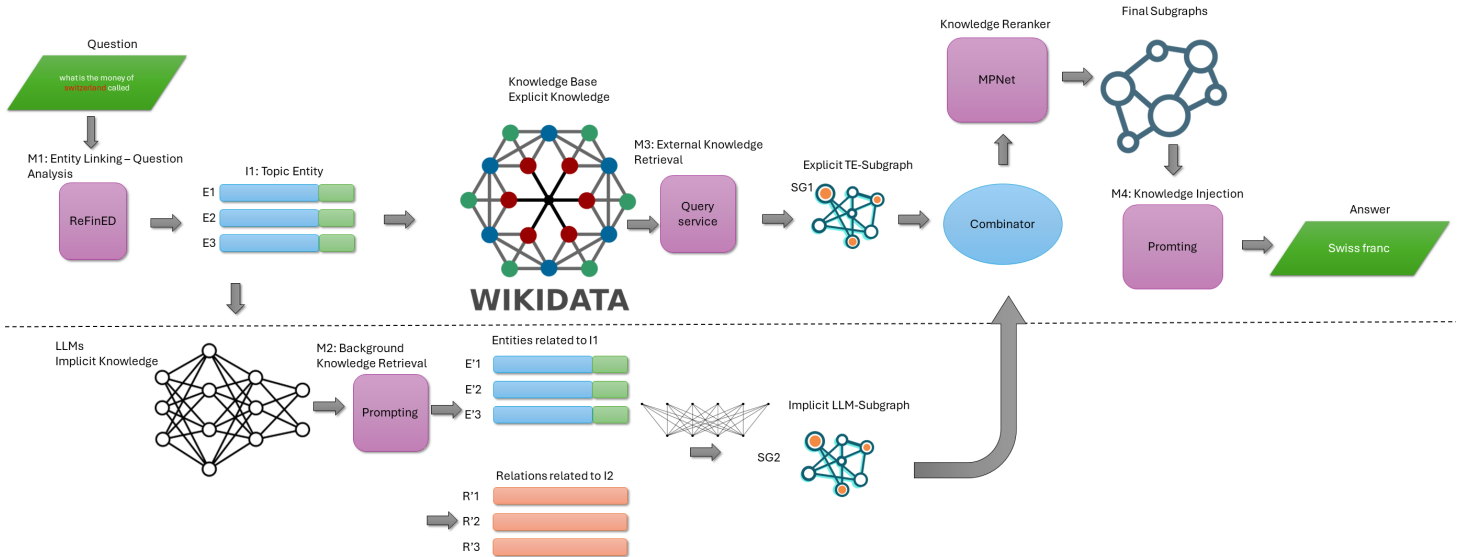 Question
what is the money of
switzerland called
M1: Entity Linking – Question
Analysis
ReFinED
I1: Topic Entity
E1
E2
E3
Knowledge Base
Explicit Knowledge
WIKIDATA
M3: External Knowledge
Retrieval
Query
service
Explicit TE-Subgraph
SG1
Combinator
Knowledge Reranker
MPNet
Final Subgraphs
M4: Knowledge Injection
Promting
Answer
Swiss franc
LLMs
Implicit Knowledge
M2: Background
Knowledge Retrieval
Prompting
Entities related to I1
E'1
E'2
E'3
Relations related to I2
R'1
R'2
R'3
Implicit LLM-Subgraph
SG2